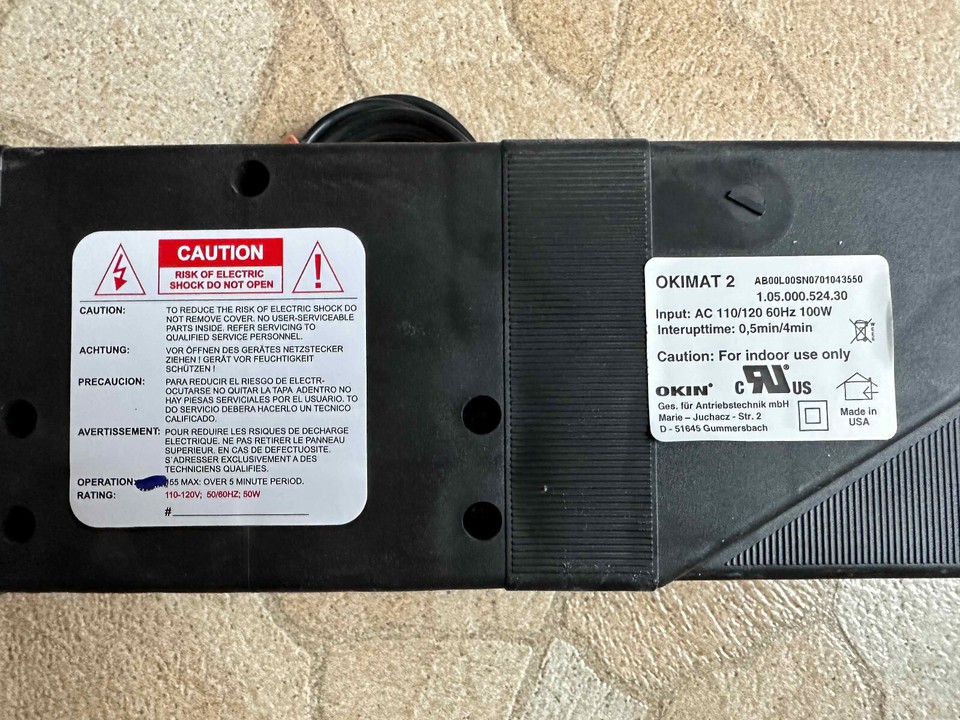 CAUTION
RISK OF ELECTRIC
SHOCK DO NOT OPEN
CAUTION: TO REDUCE THE RISK OF ELECTRIC SHOCK DO
NOT REMOVE COVER. NO USER-SERVICEABLE
PARTS INSIDE. REFER SERVICING TO
QUALIFIED SERVICE PERSONNEL.
ACHTUNG: VOR ÖFFNEN DES GERÄTES NETZSTECKER
ZIEHEN ! GERÄT VOR FEUCHTIGKEIT
SCHÜTZEN !
PRECAUCION: PARA REDUCIR EL RIESGO DE ELECTR-
OCUTARSE NO QUITAR LA TAPA. ADENTRO NO
HAY PIESAS SERVICIALES POR EL USUARIO. TO
DO SERVICIO DEBERA HACERLO UN TECNICO
CALIFICADO.
AVERTISSEMENT: POUR REDUIRE LES RISQUES DE DECHARGE
ELECTRIQUE. NE PAS RETIRER LE PANNEAU
SUPERIEUR. EN CAS DE DEFECTUOSITE.
S´ADRESSER EXCLUSIVEMENT A DES
TECHNICIENS QUALIFIES.
OPERATION: 55 MAX: OVER 5 MINUTE PERIOD.
RATING: 110-120V; 50/60HZ; 50W
#
OKIMAT 2 AB00L00SN0701043550
1.05.000.524.30
Input: AC 110/120 60Hz 100W
Interupttime: 0,5min/4min
Caution: For indoor use only
OKIN® c RU® US
Ges. für Antriebstechnik mbH
Marie – Juchacz - Str. 2
D - 51645 Gummersbach
Made in
USA